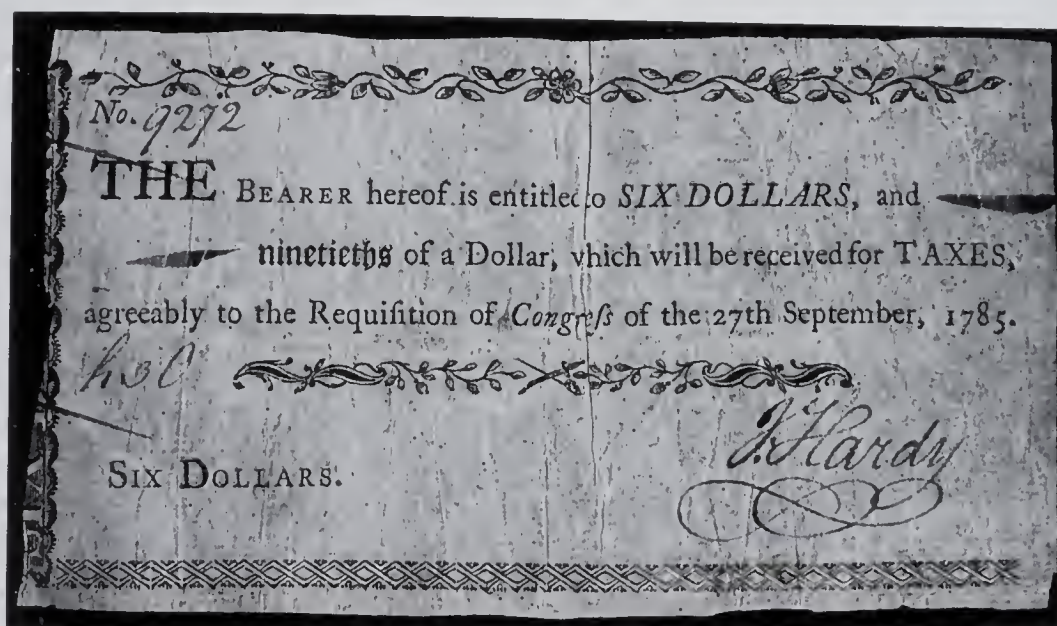 No. 9272
THE BEARER hereof is entitled to SIX DOLLARS, and
ninetieths of a Dollar, which will be received for TAXES,
agreeably to the Requiſition of Congreſs of the 27th September, 1785.
SIX DOLLARS.
J. Hardy